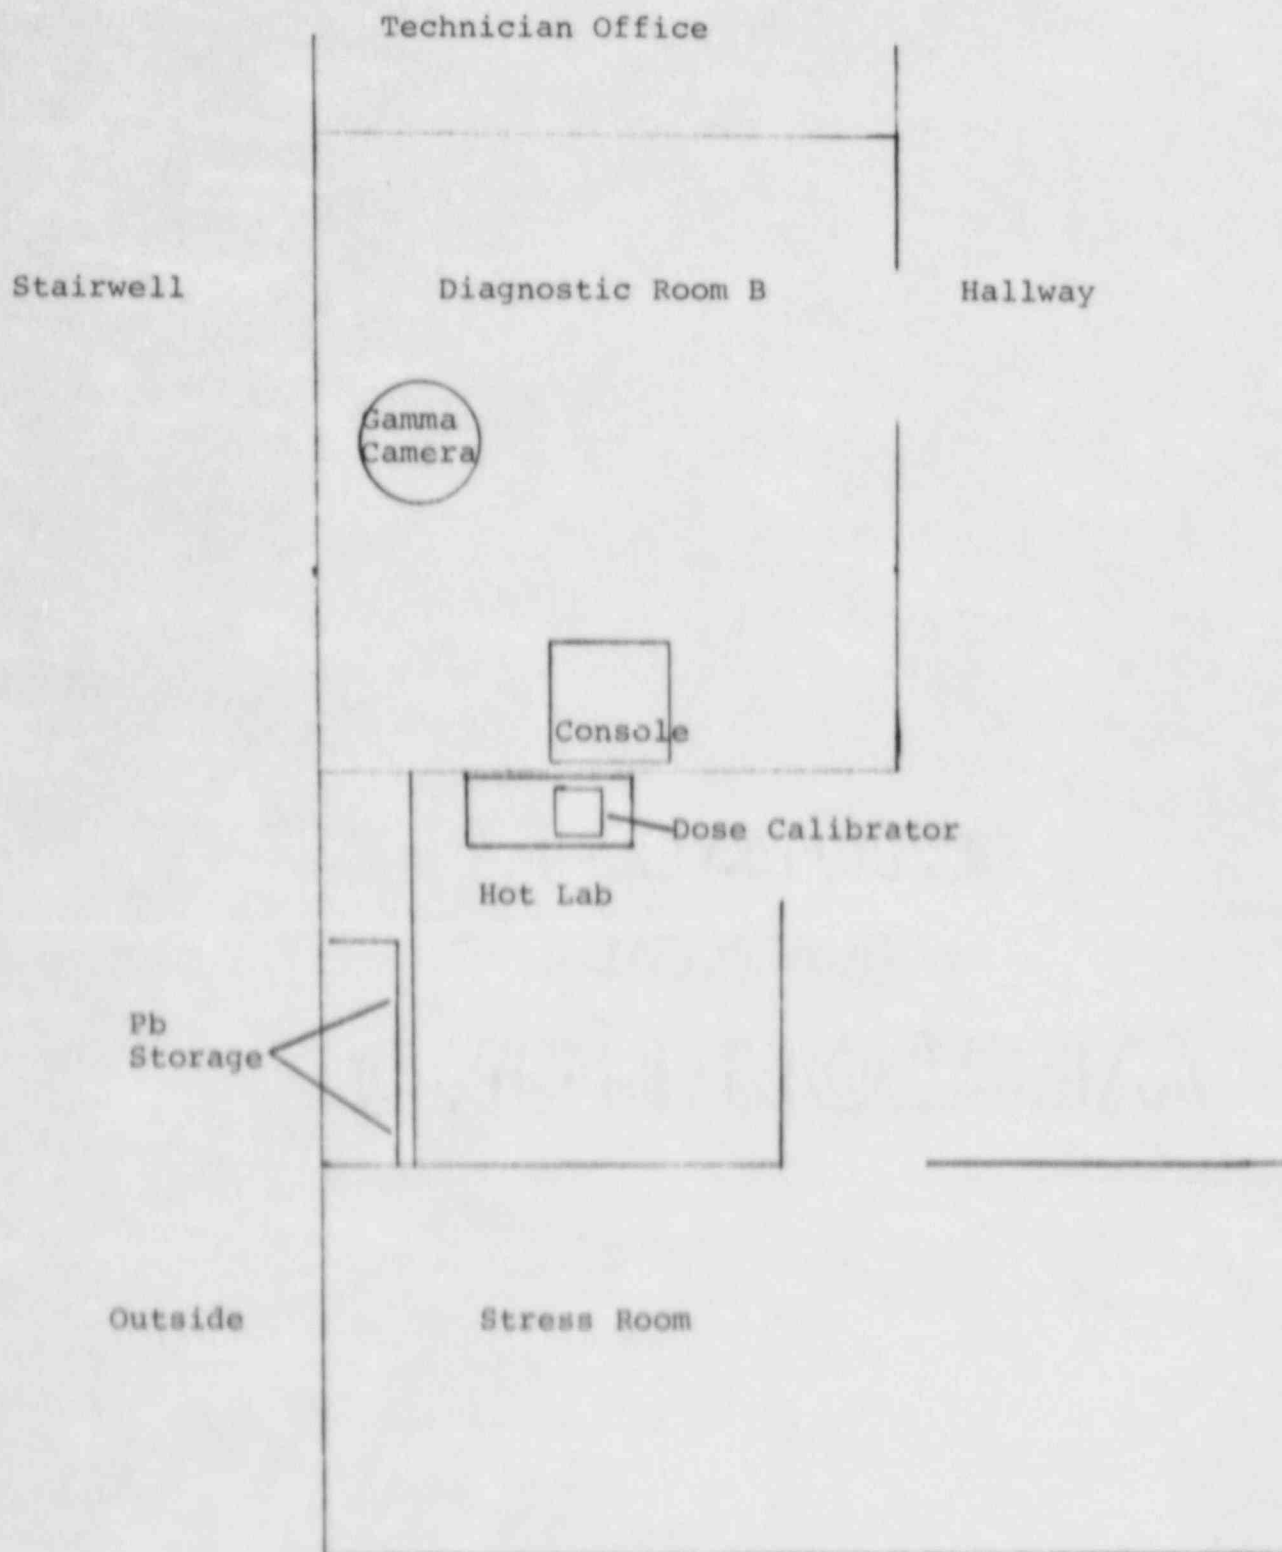 Technician Office
Stairwell
Diagnostic Room B
Hallway
Gamma
Camera
Console
Dose Calibrator
Hot Lab
Pb
Storage
Outside
Stress Room